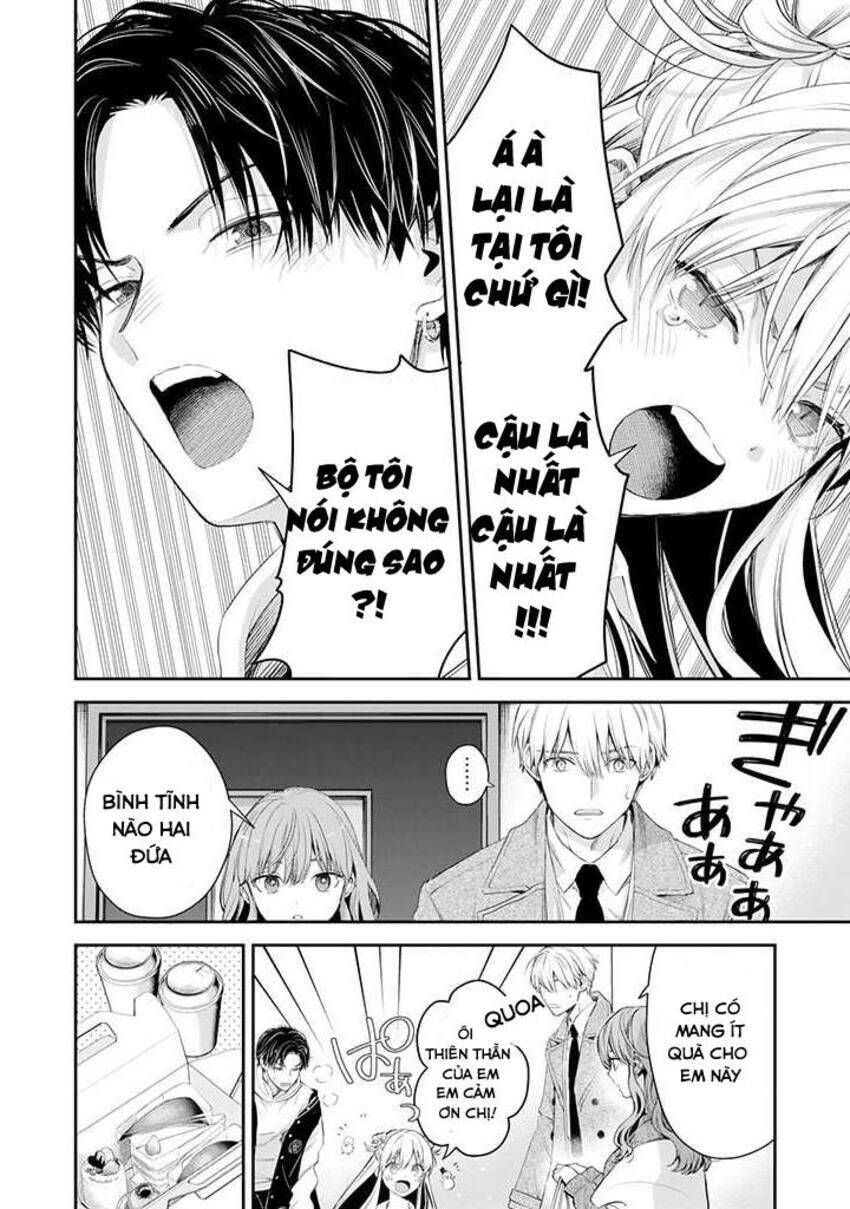 Á À
LẠI LÀ
TẠI TÔI
CHỨ GÌ!
CẬU LÀ
NHẤT
CẬU LÀ
NHẤT
!!!
BỘ TÔI
NÓI KHÔNG
ĐÚNG SAO
?!
ぎゃあああ
ああ
.......
BÌNH TĨNH
NÀO HAI
ĐỨA
CHỊ CÓ
MANG ÍT
QUÀ CHO
EM NÀY
QUOA
ÔI
THIÊN THẦN
CỦA EM
EM CẢM
ƠN CHỊ!
ぱあっ